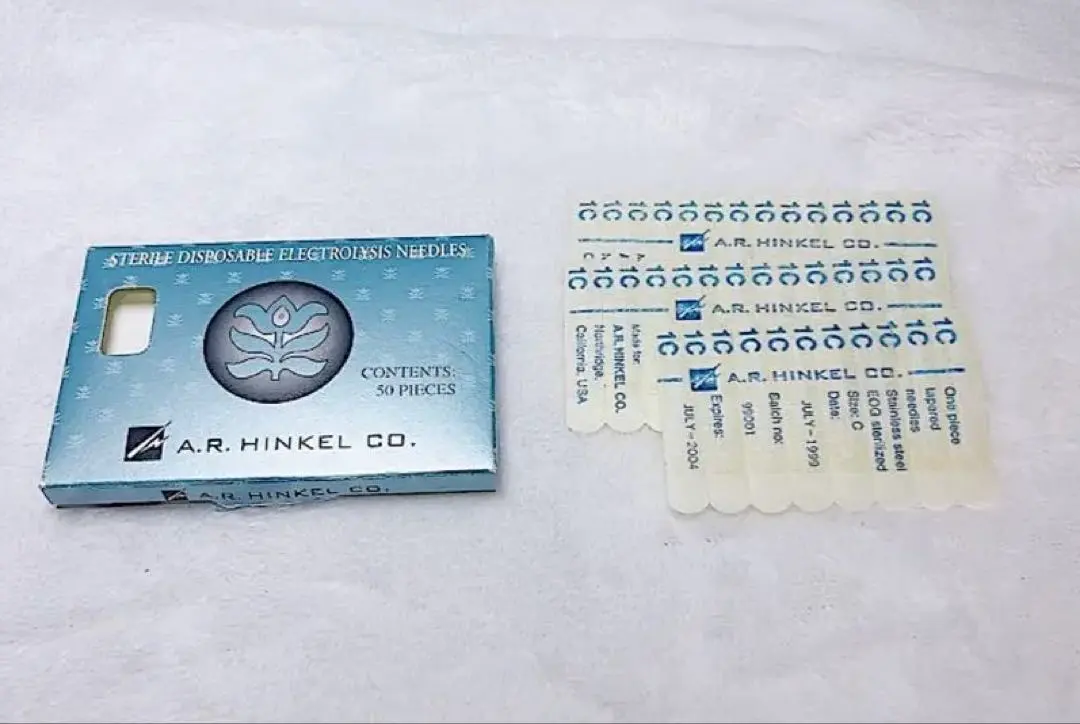 STERILE DISPOSABLE ELECTROLYSIS NEEDLES
CONTENTS:
50 PIECES
A.R. HINKEL CO.
A.R. HINKEL CO.
1C 1C 1C 1C 1C 1C 1C 1C 1C 1C 1C 1C 1C 1C
A.R. HINKEL CO.
1C 1C 1C 1C 1C 1C 1C 1C 1C 1C 1C 1C 1C 1C
A.R. HINKEL CO.
Made for:
A.R. HINKEL CO.
Northridge,
California, USA
1C 1C 1C 1C 1C 1C 1C 1C 1C 1C 1C
A.R. HINKEL CO.
One piece
tapered
needles
Stainless steel
EOG sterilized
Size: C
Date:
JULY - 1999
Batch no:
99001
Expires:
JULY - 2004